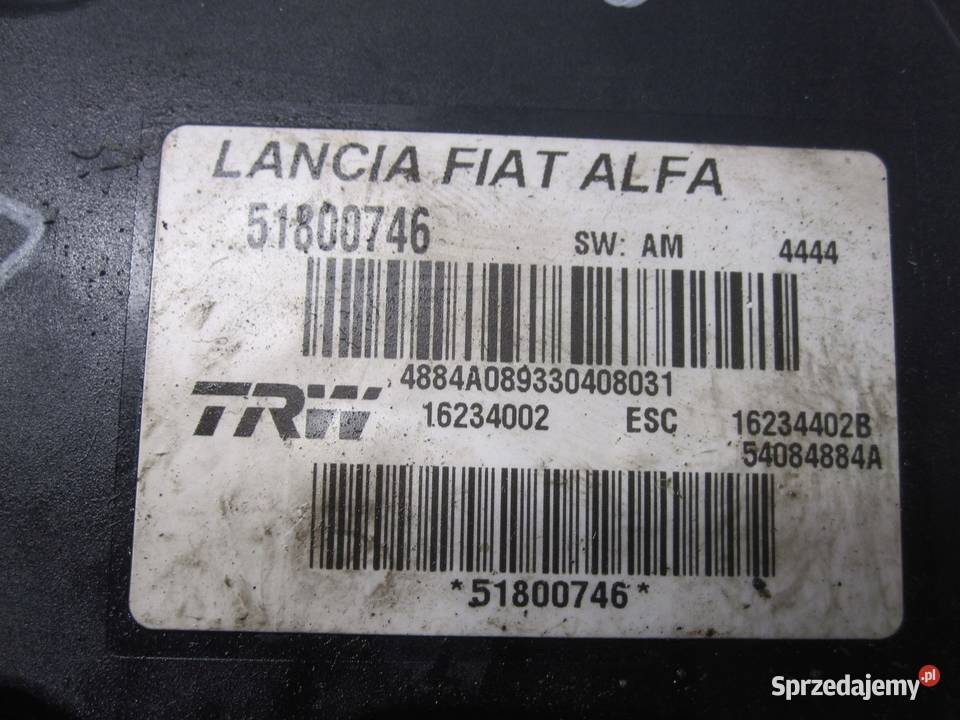 LANCIA FIAT ALFA
51800746 SW: AM 4444
4884A089330408031
TRW 16234002 ESC 16234402B
54084884A
*51800746*
Sprzedajemy.pl